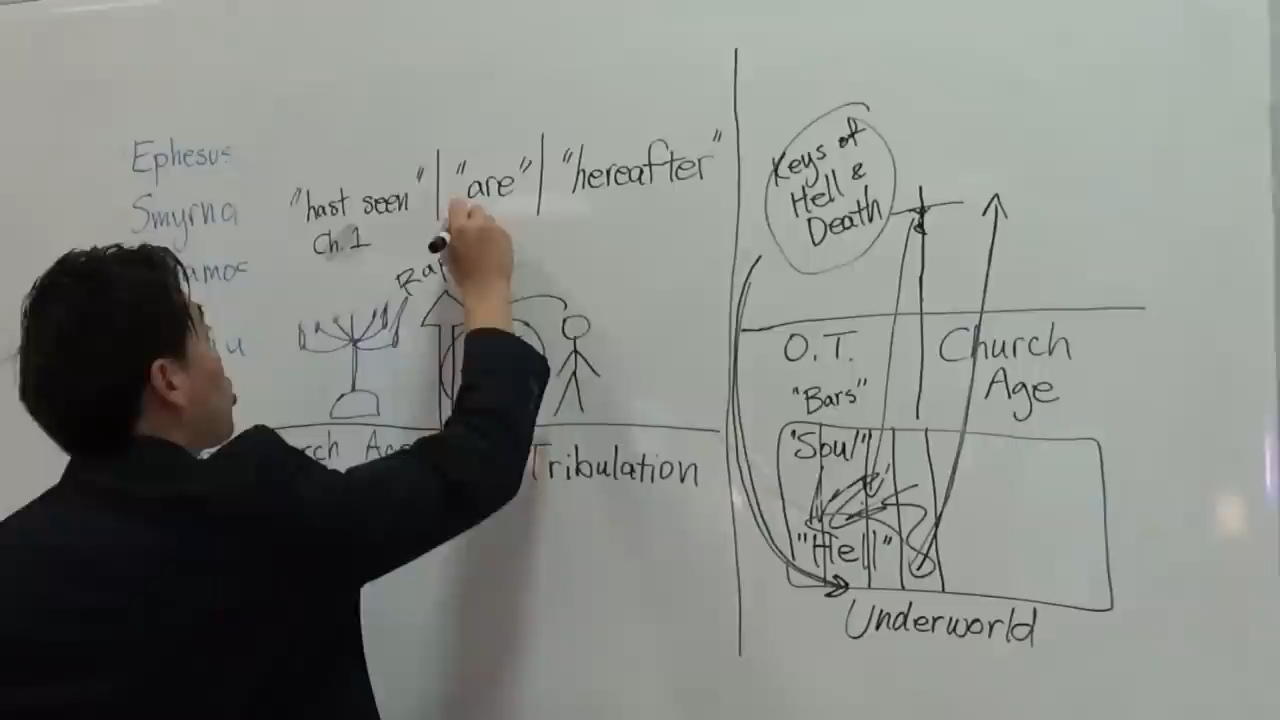 Ephesus
Smyrna
"hast seen" | "are" | "hereafter"
Ch. 1
Tribulation
Keys of
Hell &
Death
O.T.
"Bars"
"Soul"
"Hell"
Church
Age
Underworld